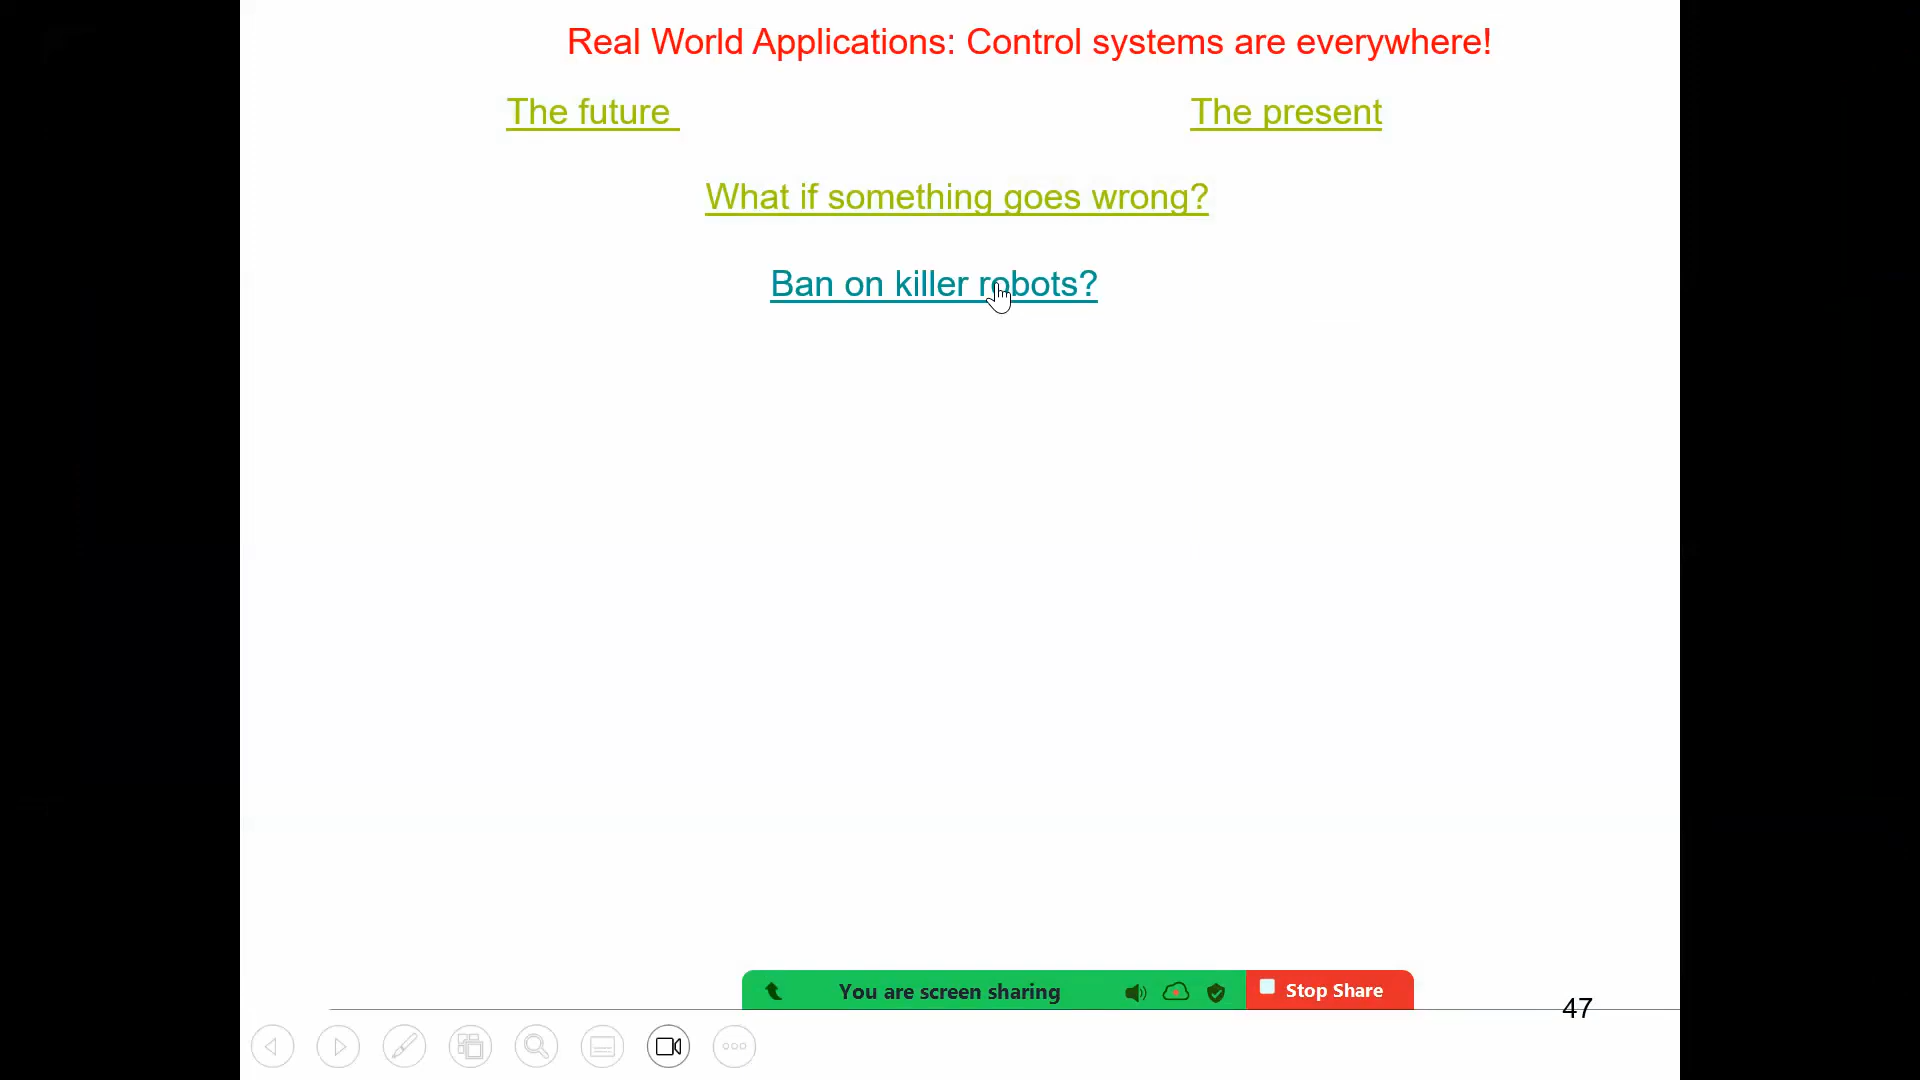 Real World Applications: Control systems are everywhere!
The future
The present
What if something goes wrong?
Ban on killer robots?
You are screen sharing
Stop Share
47